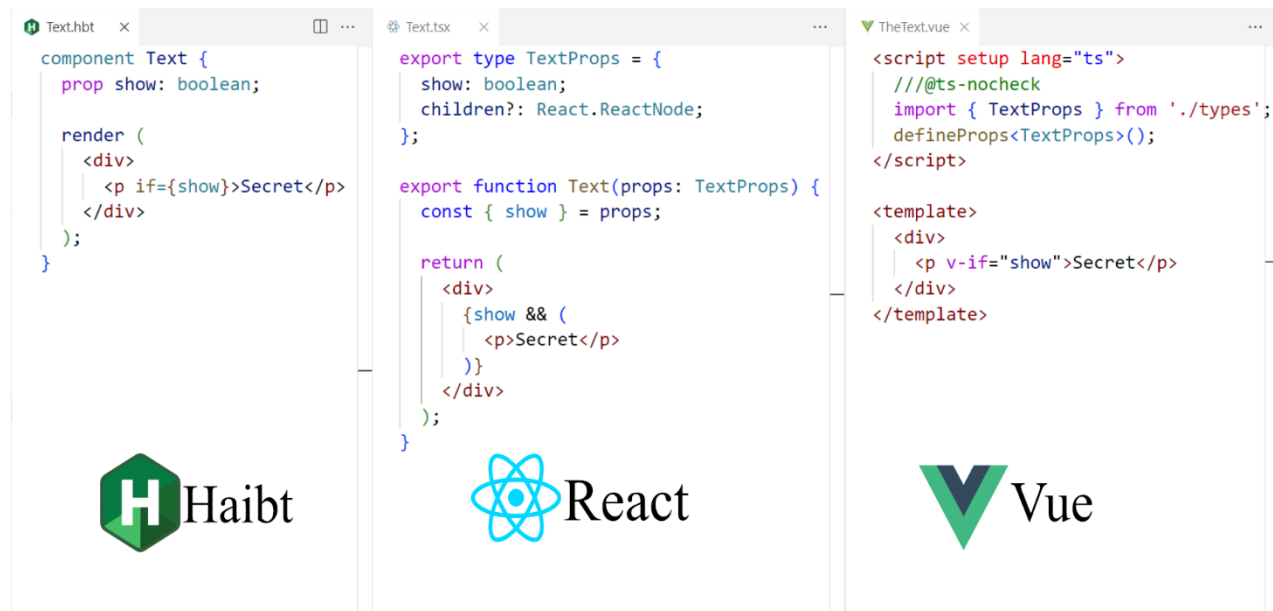 Text.hbt
component Text {
prop show: boolean;
render (
<div>
<p if={show}>Secret</p>
</div>
);
}
H Haibt
Text.tsx
export type TextProps = {
show: boolean;
children?: React.ReactNode;
};
export function Text(props: TextProps) {
const { show } = props;
return (
<div>
{show && (
<p>Secret</p>
)}
</div>
);
}
React
TheText.vue
<script setup lang="ts">
///@ts-nocheck
import { TextProps } from './types';
defineProps<TextProps>();
</script>
<template>
<div>
<p v-if="show">Secret</p>
</div>
</template>
Vue